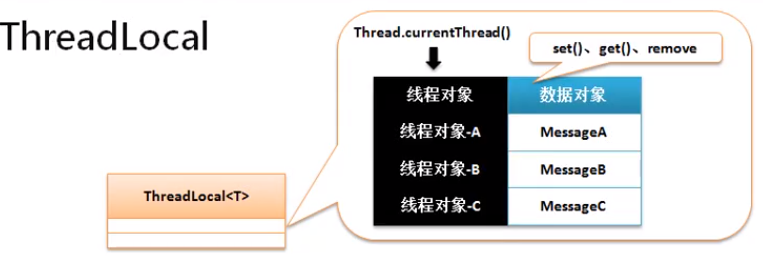 ThreadLocal
Thread.currentThread()
set()、get()、remove
线程对象 数据对象
线程对象-A MessageA
线程对象-B MessageB
线程对象-C MessageC
ThreadLocal<T>